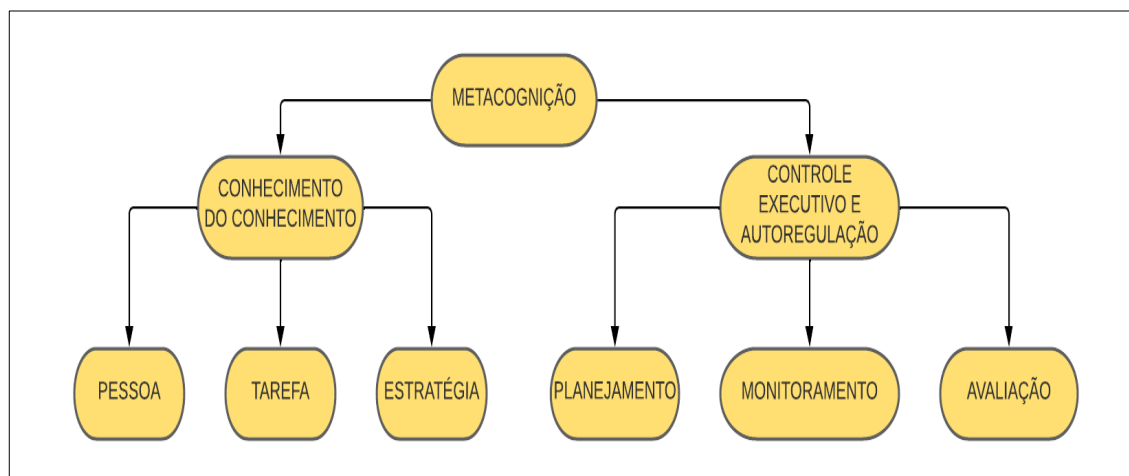 METACOGNIÇÃO
CONHECIMENTO
DO CONHECIMENTO
CONTROLE
EXECUTIVO E
AUTOREGULAÇÃO
PESSOA
TAREFA
ESTRATÉGIA
PLANEJAMENTO
MONITORAMENTO
AVALIAÇÃO